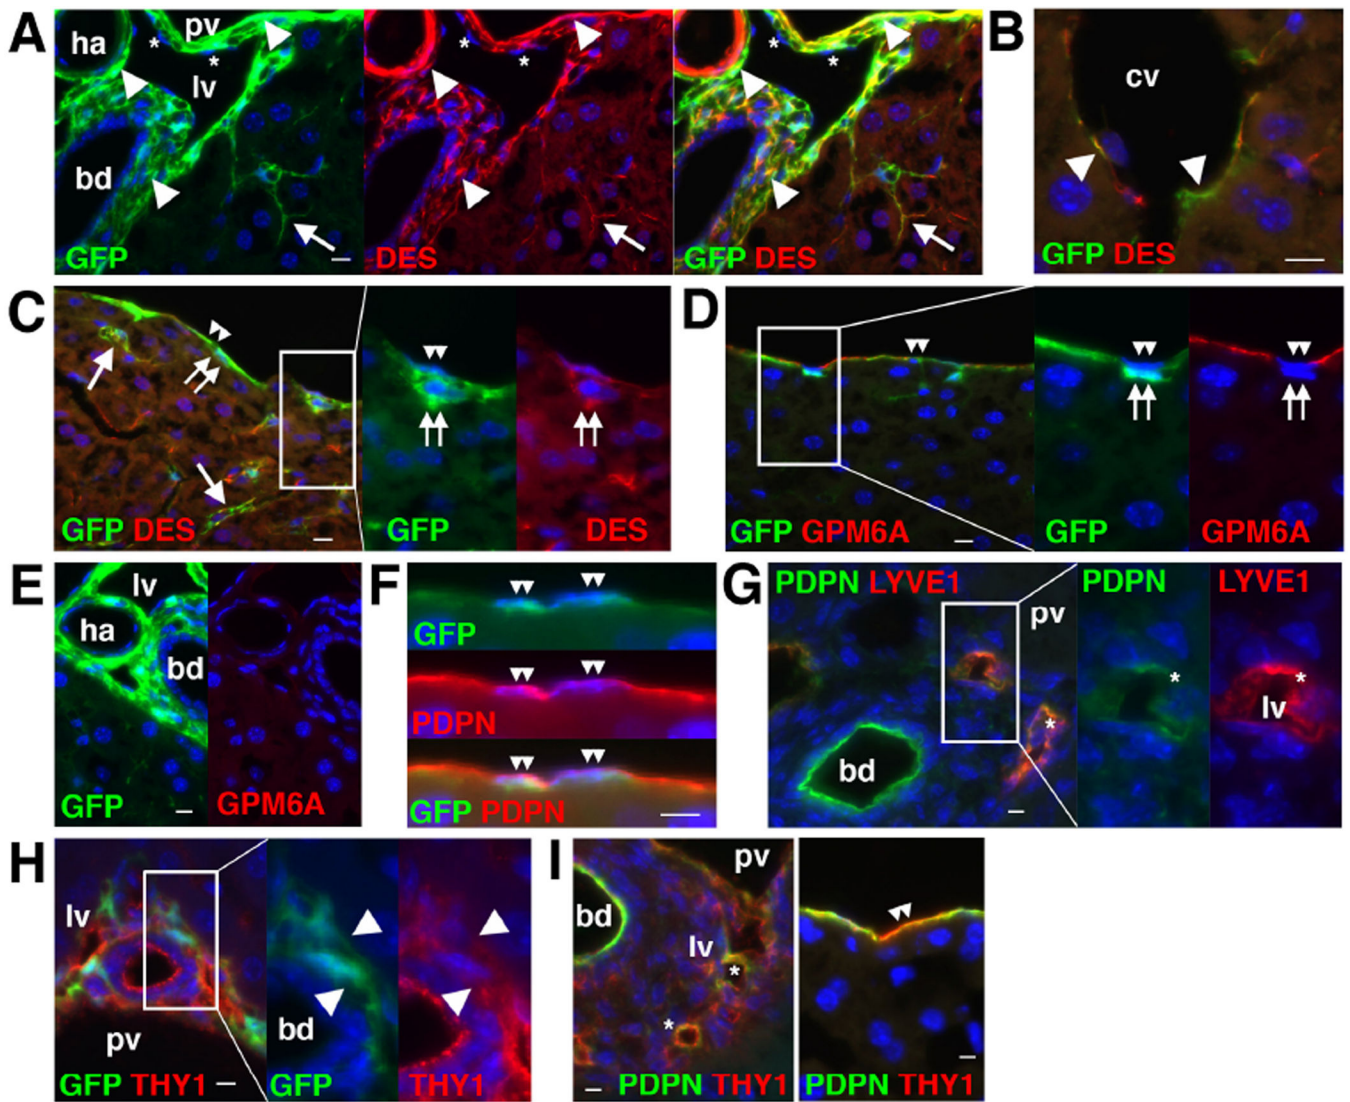 A
ha
pv
*
*
lv
bd
GFP
*
*
DES
*
*
GFP DES
B
cv
GFP DES
C
GFP DES
GFP
DES
D
GFP GPM6A
GFP
GPM6A
E
lv
ha
bd
GFP
GPM6A
F
GFP
PDPN
GFP PDPN
G
PDPN LYVE1
pv
*
bd
PDPN
*
LYVE1
*
lv
H
lv
pv
GFP THY1
bd
GFP
THY1
I
pv
bd
lv
*
*
PDPN THY1
PDPN THY1